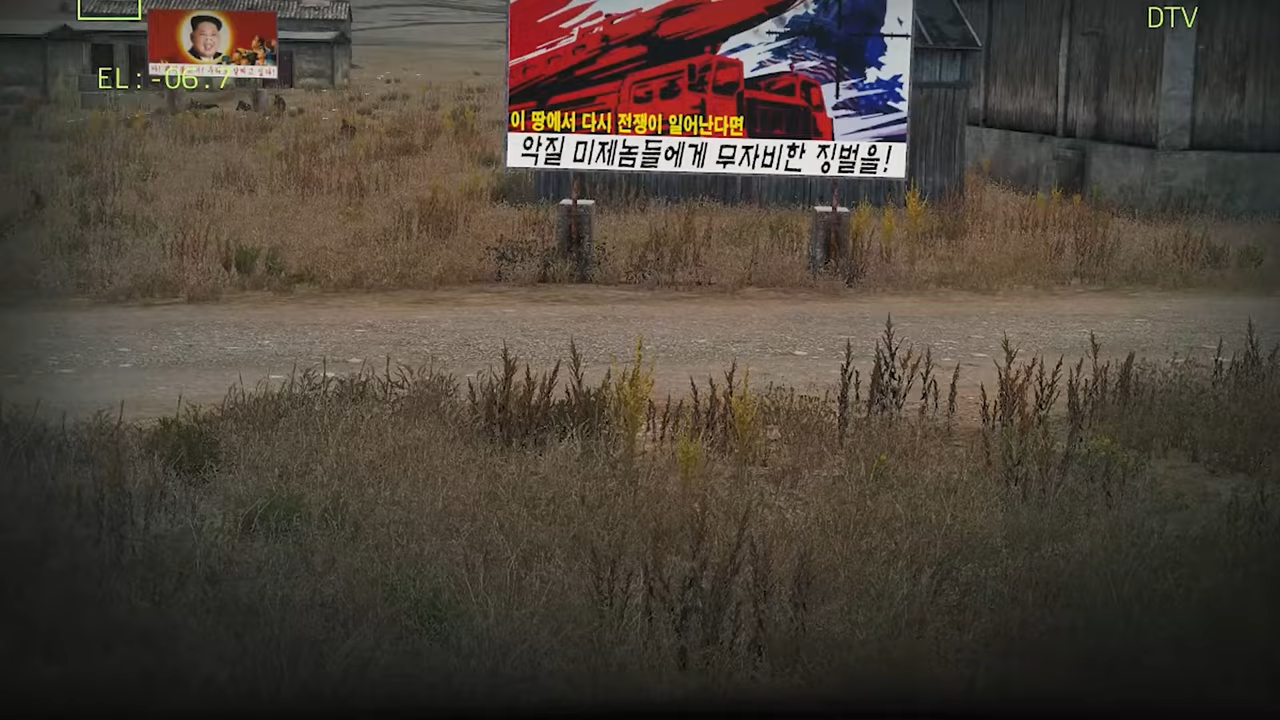 DTV
EL:-06.7
이 땅에서 다시 전쟁이 일어난다면
악질 미제놈들에게 무자비한 징벌을!